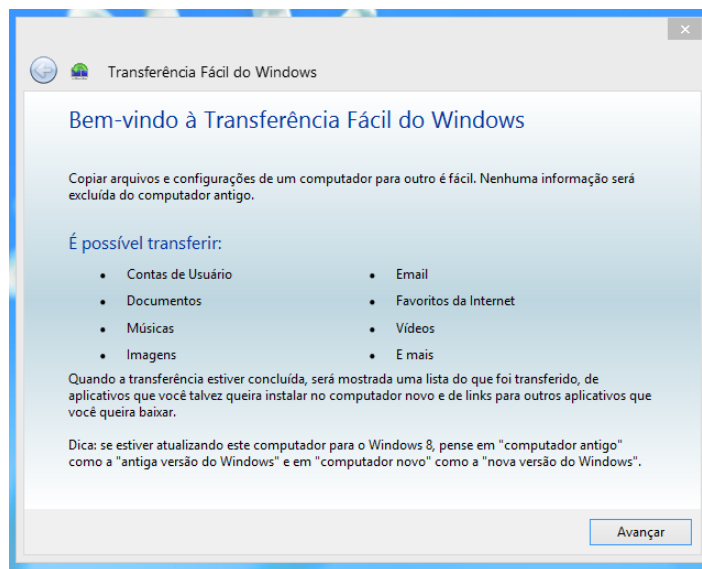 Transferência Fácil do Windows
Bem-vindo à Transferência Fácil do Windows
Copiar arquivos e configurações de um computador para outro é fácil. Nenhuma informação será
excluída do computador antigo.
É possível transferir:
• Contas de Usuário
• Email
• Documentos
• Favoritos da Internet
• Músicas
• Vídeos
• Imagens
• E mais
Quando a transferência estiver concluída, será mostrada uma lista do que foi transferido, de
aplicativos que você talvez queira instalar no computador novo e de links para outros aplicativos que
você queira baixar.
Dica: se estiver atualizando este computador para o Windows 8, pense em "computador antigo"
como a "antiga versão do Windows" e em "computador novo" como a "nova versão do Windows".
Avançar